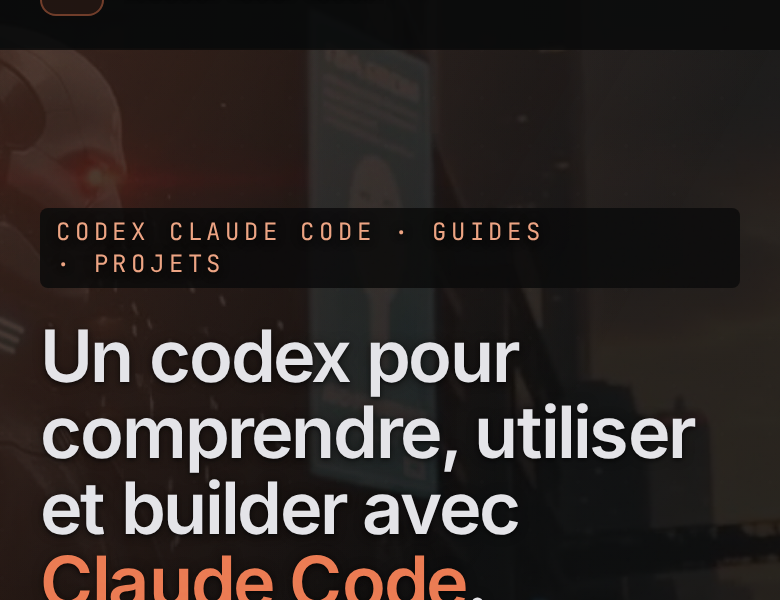 CODEX CLAUDE CODE · GUIDES
· PROJETS
Un codex pour
comprendre, utiliser
et builder avec
Claude Code.